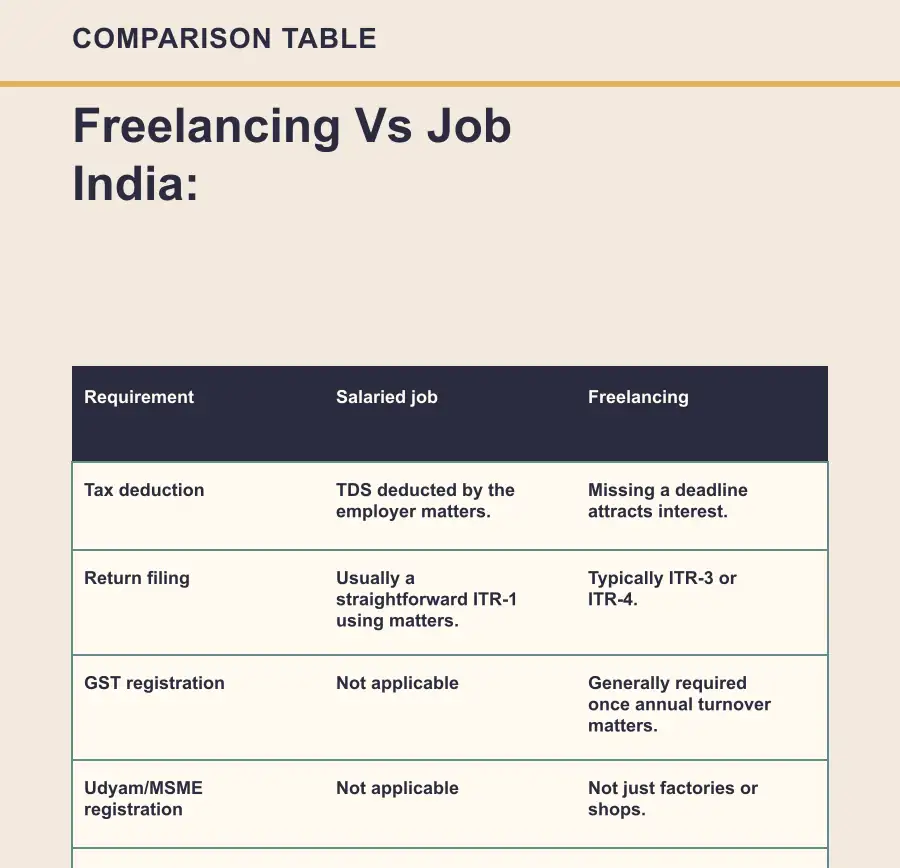 COMPARISON TABLE
Freelancing Vs Job
India:
Requirement
Salaried job
Freelancing
Tax deduction
TDS deducted by the
employer matters.
Missing a deadline
attracts interest.
Return filing
Usually a
straightforward ITR-1
using matters.
Typically ITR-3 or
ITR-4.
GST registration
Not applicable
Generally required
once annual turnover
matters.
Udyam/MSME
registration
Not applicable
Not just factories or
shops.